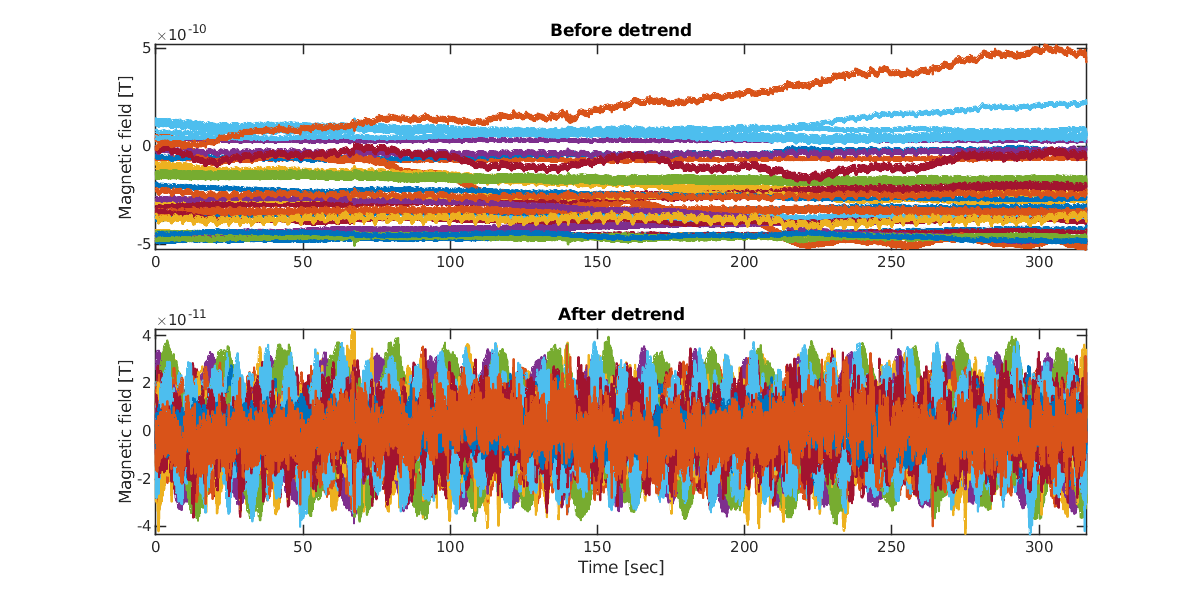 Before detrend
×10⁻¹⁰
Magnetic field [T]
5
0
-5
0 50 100 150 200 250 300
After detrend
×10⁻¹¹
Magnetic field [T]
4
2
0
-2
-4
0 50 100 150 200 250 300
Time [sec]